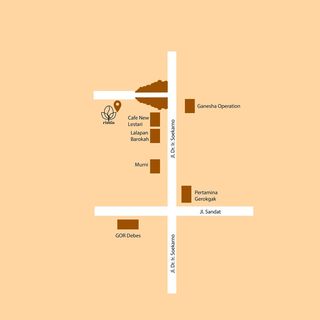 Ganesha Operation
Cafe New
Lestari
Lalapan
Barokah
Jl. Dr. Ir. Soekarno
Mumi
Pertamina
Gerokgak
Jl. Sandat
GOR Debes
Jl. Dr. Ir. Soekarno